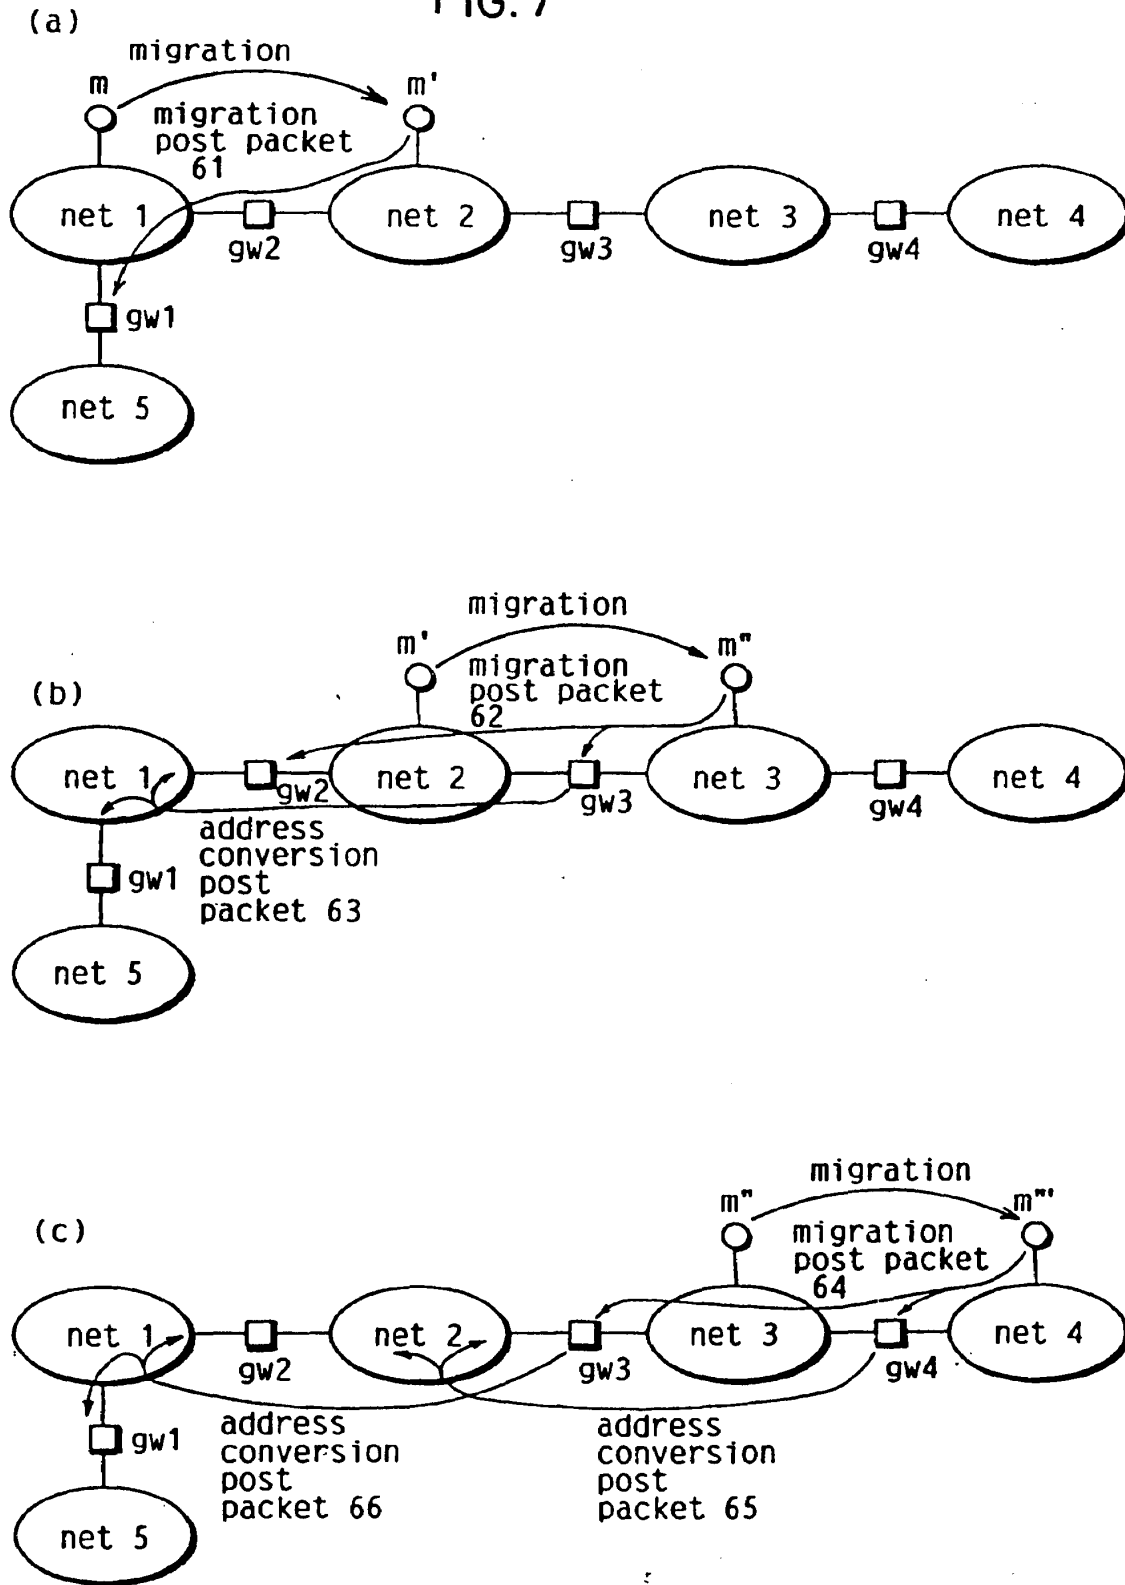 FIG. 7
(a)
migration
m
m'
migration
post packet
61
net 1
net 2
net 3
net 4
gw2
gw3
gw4
gw1
net 5
migration
m'
m"
(b)
migration
post packet
62
net 1
net 2
net 3
net 4
gw2
gw3
gw4
address
conversion
gw1 post
packet 63
net 5
migration
m"
m"'
(c)
migration
post packet
64
net 1
net 2
net 3
net 4
gw2
gw3
gw4
gw1
address
conversion
post
packet 66
address
conversion
post
packet 65
net 5